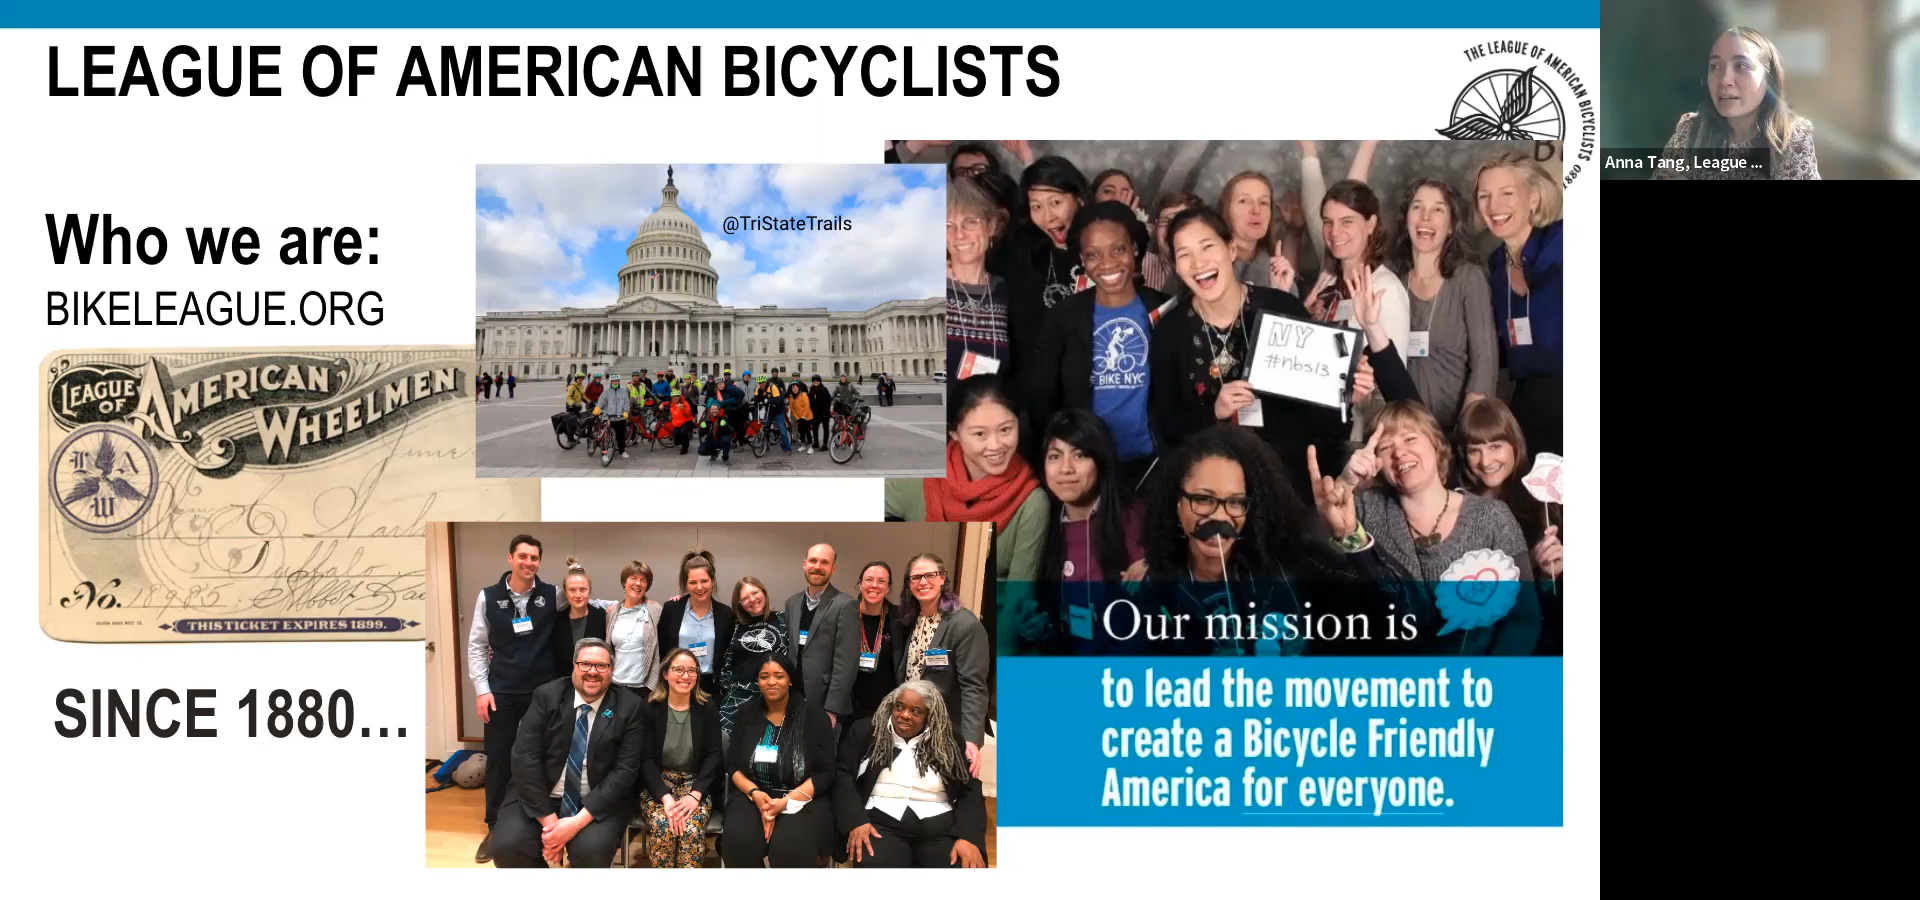 LEAGUE OF AMERICAN BICYCLISTS
THE LEAGUE OF AMERICAN BICYCLISTS 1880
Anna Tang, League ...
Who we are:
BIKELEAGUE.ORG
@TriStateTrails
NY
#nbs13
BIKE NYC
LEAGUE
OF
AMERICAN
WHEELMEN
June
L A
W
Buffalo
No. 18985
THIS TICKET EXPIRES 1899.
SINCE 1880...
Our mission is
to lead the movement to
create a Bicycle Friendly
America for everyone.